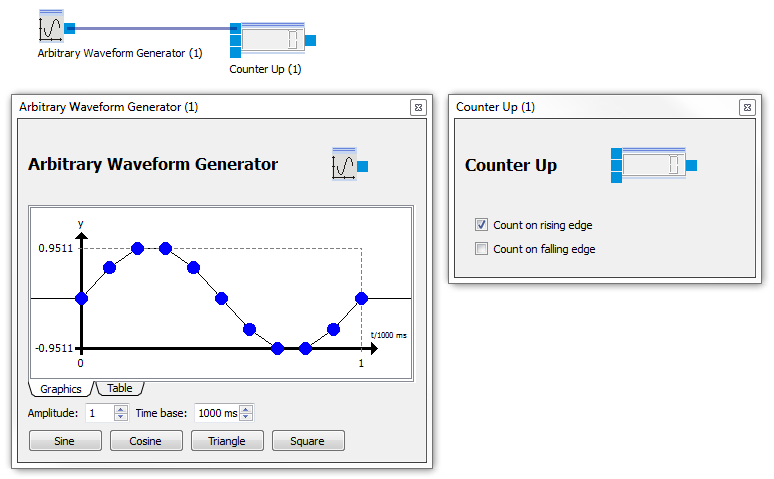 Arbitrary Waveform Generator (1)
Counter Up (1)
Arbitrary Waveform Generator (1)
Arbitrary Waveform Generator
y
0.9511
-0.9511
t/1000 ms
0
1
Graphics
Table
Amplitude:
1
Time base:
1000 ms
Sine
Cosine
Triangle
Square
Counter Up (1)
Counter Up
Count on rising edge
Count on falling edge